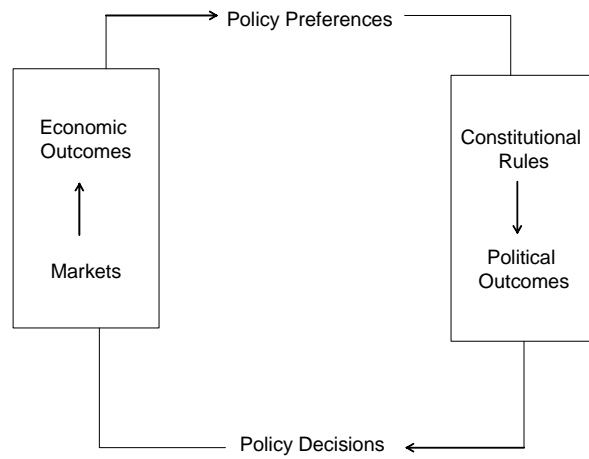 Policy Preferences
Economic
Outcomes
Markets
Constitutional
Rules
Political
Outcomes
Policy Decisions